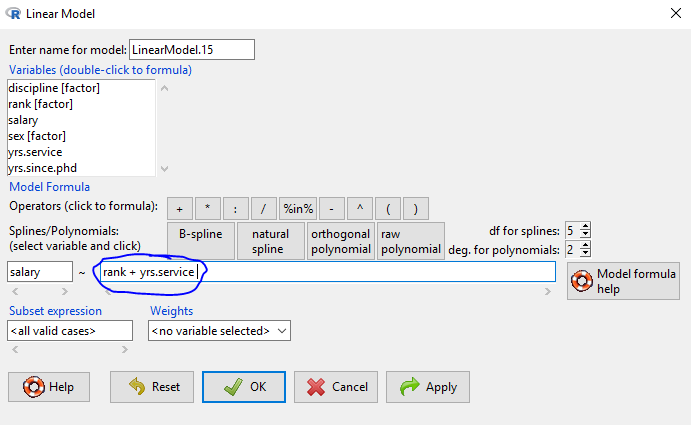 Linear Model
Enter name for model: LinearModel.15
Variables (double-click to formula)
discipline [factor]
rank [factor]
salary
sex [factor]
yrs.service
yrs.since.phd
Model Formula
Operators (click to formula): + * : / %in% - ^ ( )
Splines/Polynomials:
(select variable and click)
B-spline
natural
spline
orthogonal
polynomial
raw
polynomial
df for splines: 5
deg. for polynomials: 2
salary ~ rank + yrs.service
Model formula
help
Subset expression
<all valid cases>
Weights
<no variable selected>
Help Reset OK Cancel Apply